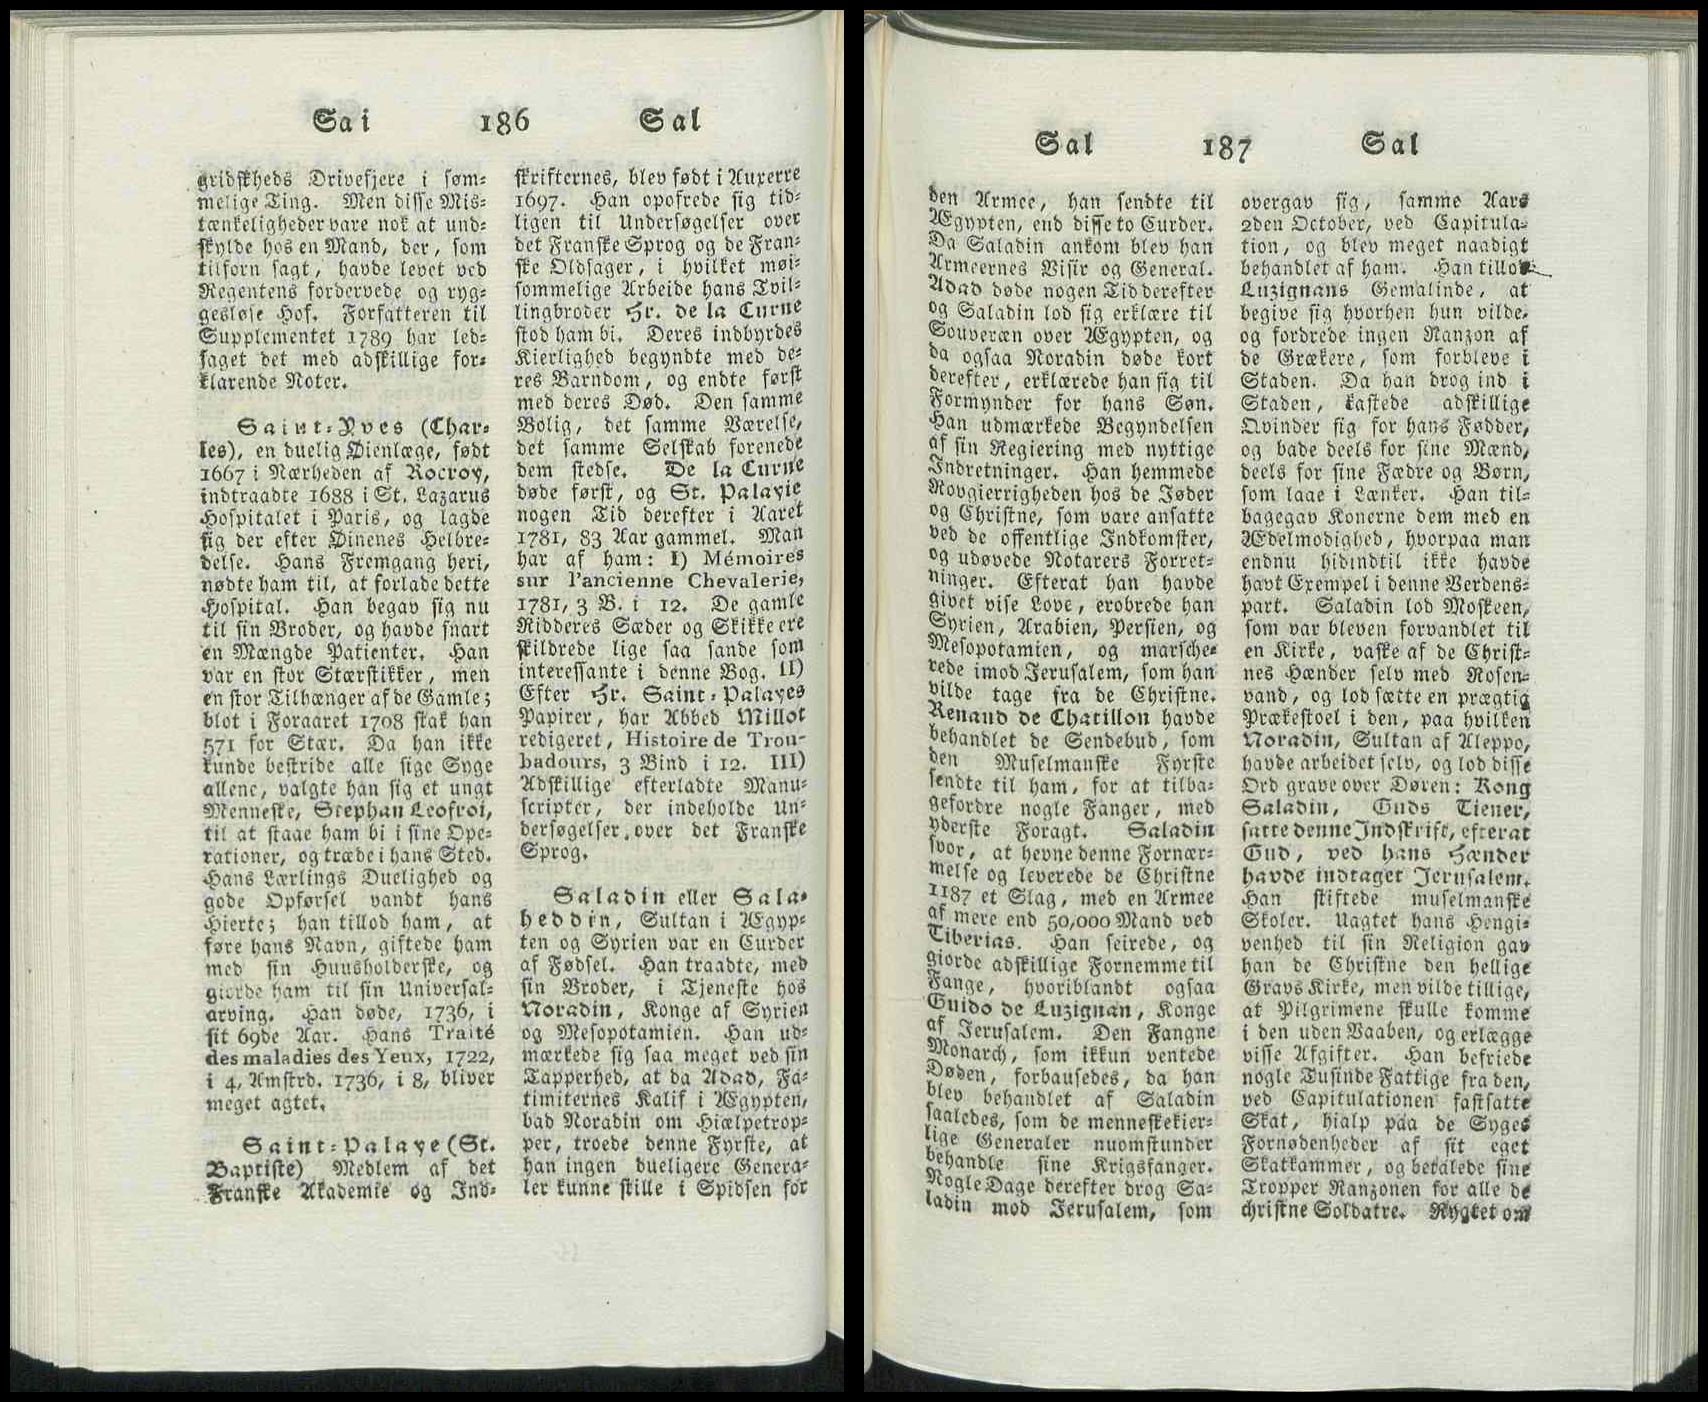 Sai 186 Sal
gridskheds Drivefjere i søm-
melige Ting. Men disse Mis-
tænkeligheder vare nok at und-
skylde hos en Mand, der, som
tilforn sagt, havde levet ved
Regentens fordervede og ryg-
gesløse Hof. Forfatteren til
Supplementet 1789 har led-
saget det med adskillige for-
klarende Noter.
Saint-Yves (Char-
les), en duelig Øienlæge, født
1667 i Nærheden af Rocroy,
indtraadte 1688 i St. Lazarus
Hospitalet i Paris, og lagde
sig der efter Øinenes Helbre-
delse. Hans Fremgang heri,
nødte ham til, at forlade dette
Hospital. Han begav sig nu
til sin Broder, og havde snart
en Mængde Patienter. Han
var en stor Stærstikker, men
en stor Tilhænger af de Gamle;
blot i Foraaret 1708 stak han
571 for Stær. Da han ikke
kunde bestride alle sige Syge
allene, valgte han sig et ungt
Menneske, Stephan Leofroi,
til at staae ham bi i sine Ope-
rationer, og træde i hans Sted.
Hans Lærlings Duelighed og
gode Opførsel vandt hans
Hierte; han tillod ham, at
føre hans Navn, giftede ham
med sin Huusholderske, og
giorde ham til sin Universal-
arving. Han døde, 1736, i
sit 69de Aar. Hans Traité
des maladies des Yeux, 1722,
i 4, Amstrd. 1736, i 8, bliver
meget agtet.
Saint-Palaye (St.
Baptiste) Medlem af det
Franske Akademie og Ind-
skrifternes, blev født i Auxerre
1697. Han opofrede sig tid-
ligen til Undersøgelser over
det Franske Sprog og de Fran-
ske Oldsager, i hvilket møi-
sommelige Arbeide hans Tvil-
lingbroder Hr. de la Curne
stod ham bi. Deres indbyrdes
Kierlighed begyndte med de-
res Barndom, og endte først
med deres Død. Den samme
Bolig, det samme Værelse,
det samme Selskab forenede
dem stedse. De la Curne
døde først, og St. Palayie
nogen Tid derefter i Aaret
1781, 83 Aar gammel. Man
har af ham: I) Mémoires
sur l'ancienne Chevalerie,
1781, 3 B. i 12. De gamle
Ridderes Sæder og Skikke ere
skildrede lige saa sande som
interessante i denne Bog. II)
Efter Hr. Saint-Palayes
Papirer, har Abbed Millot
redigeret, Histoire de Trou-
badours, 3 Bind i 12. III)
Adskillige efterladte Manu-
scripter, der indeholde Un-
dersøgelser over det Franske
Sprog.
Saladin eller Sala-
heddin, Sultan i Ægyp-
ten og Syrien var en Curder
af Fødsel. Han traadte, med
sin Broder, i Tjeneste hos
Noradin, Konge af Syrien
og Mesopotamien. Han ud-
mærkede sig saa meget ved sin
Tapperhed, at da Adad, Fa-
timiternes Kalif i Ægypten,
bad Noradin om Hiælpetrop-
per, troede denne Fyrste, at
han ingen dueligere Genera-
ler kunne stille i Spidsen for
Sal 187 Sal
den Armee, han sendte til
Ægypten, end disse to Curder.
Da Saladin ankom blev han
Armeernes Visir og General.
Adad døde nogen Tid derefter
og Saladin lod sig erklære til
Souveræn over Ægypten, og
da ogsaa Noradin døde kort
derefter, erklærede han sig til
Formynder for hans Søn.
Han udmærkede Begyndelsen
af sin Regiering med nyttige
Indretninger. Han hemmede
Rovgierrigheden hos de Jøder
og Christne, som vare ansatte
ved de offentlige Indkomster,
og udøvede Notarers Forret-
ninger. Efterat han havde
givet vise Love, erobrede han
Syrien, Arabien, Persien, og
Mesopotamien, og marsche-
rede imod Jerusalem, som han
vilde tage fra de Christne.
Renaud de Chatillon havde
behandlet de Sendebud, som
den Muselmanske Fyrste
sendte til ham, for at tilba-
gefordre nogle Fanger, med
yderste Foragt. Saladin
svor, at hevne denne Fornær-
melse og leverede de Christne
1187 et Slag, med en Armee
af mere end 50,000 Mand ved
Tiberias. Han seirede, og
giorde adskillige Fornemme til
Fange, hvoriblandt ogsaa
Guido de Luzignan, Konge
af Jerusalem. Den Fangne
Monarch, som ikkun ventede
Døden, forbausedes, da han
blev behandlet af Saladin
saaledes, som de menneskekier-
lige Generaler nuomstunder
behandle sine Krigsfanger.
Nogle Dage derefter drog Sa-
ladin mod Jerusalem, som
overgav sig, samme Aars
2den October, ved Capitula-
tion, og blev meget naadigt
behandlet af ham. Han tillod
Luzignans Gemalinde, at
begive sig hvorhen hun vilde,
og fordrede ingen Ranzon af
de Grækere, som forbleve i
Staden. Da han drog ind i
Staden, kastede adskillige
Qvinder sig for hans Fødder,
og bade deels for sine Mænd,
deels for sine Fædre og Børn,
som laae i Lænker. Han til-
bagegav Konerne dem med en
Ædelmodighed, hvorpaa man
endnu hidindtil ikke havde
havt Exempel i denne Verdens-
part. Saladin lod Moskeen,
som var bleven forvandlet til
en Kirke, vaske af de Christ-
nes Hænder selv med Rosen-
vand, og lod sætte en prægtig
Prækestoel i den, paa hvilken
Noradin, Sultan af Aleppo,
havde arbeidet selv, og lod disse
Ord grave over Døren: Kong
Saladin, Guds Tiener,
satte denne Indskrift, efterat
Gud, ved hans Hænder
havde indtaget Jerusalem.
Han stiftede muselmanske
Skoler. Uagtet hans Hengi-
venhed til sin Religion gav
han de Christne den hellige
Gravs Kirke, men vilde tillige,
at Pilgrimene skulle komme
i den uden Vaaben, og erlægge
visse Afgifter. Han befriede
nogle Tusinde Fattige fra den,
ved Capitulationen fastsatte
Skat, hialp paa de Syges
Fornødenheder af sit eget
Skatkammer, og betalede sine
Tropper Ranzonen for alle de
christne Soldatre. Rygtet om